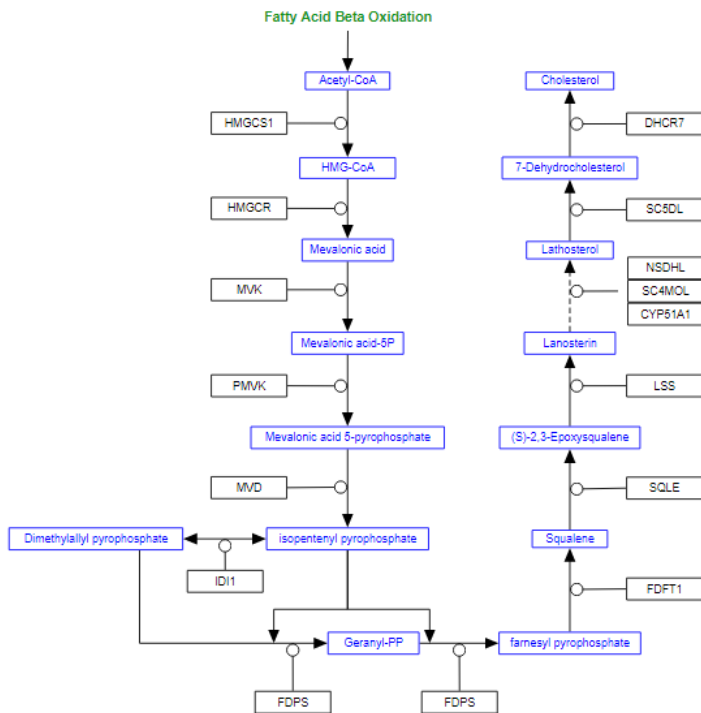 Fatty Acid Beta Oxidation
Acetyl-CoA
Cholesterol
HMGCS1
DHCR7
HMG-CoA
7-Dehydrocholesterol
HMGCR
SC5DL
Mevalonic acid
Lathosterol
NSDHL
MVK
SC4MOL
CYP51A1
Mevalonic acid-5P
Lanosterin
PMVK
LSS
Mevalonic acid 5-pyrophosphate
(S)-2,3-Epoxysqualene
MVD
SQLE
Dimethylallyl pyrophosphate
isopentenyl pyrophosphate
Squalene
IDI1
FDFT1
Geranyl-PP
farnesyl pyrophosphate
FDPS
FDPS